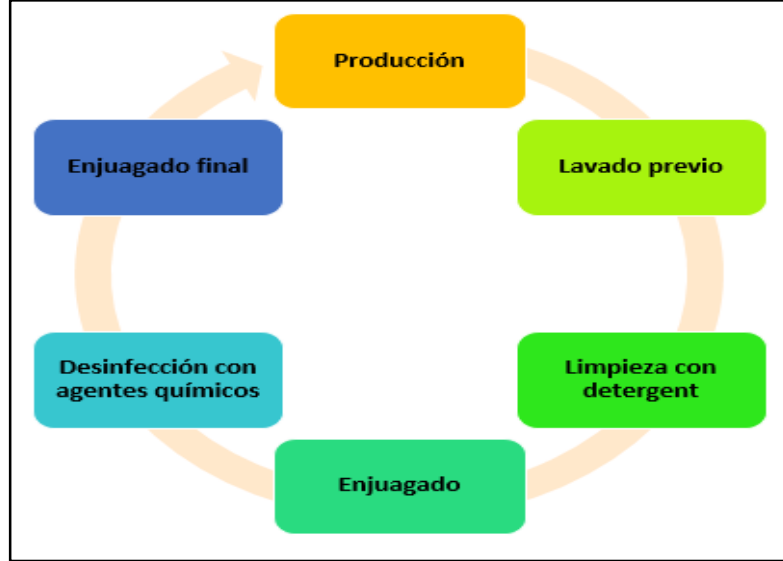 Producción
Lavado previo
Limpieza con
detergent
Enjuagado
Desinfección con
agentes químicos
Enjuagado final